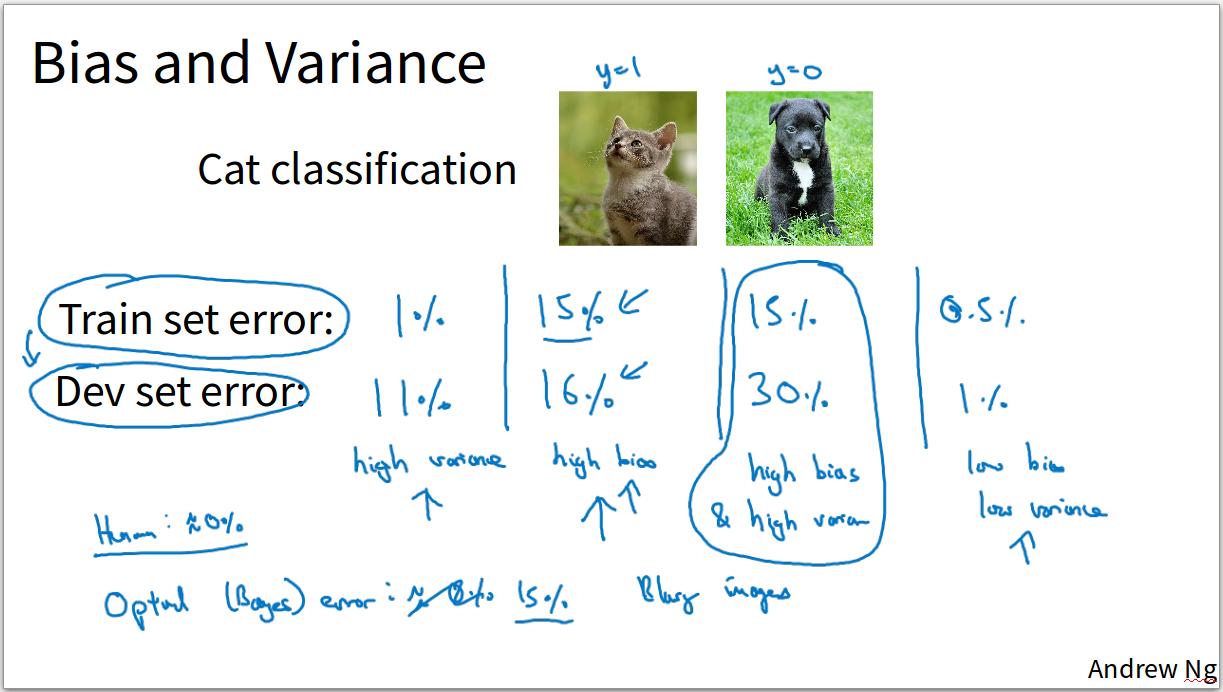 Bias and Variance
y=1 y=0
Cat classification
Train set error: 1% 15% 15% 0.5%
Dev set error: 11% 16% 30% 1%
high variance high bias high bias low bias
& high varian low variance
Human: ≈0%
Optimal (Bayes) error: ≈0% 15% Blurry images
Andrew Ng